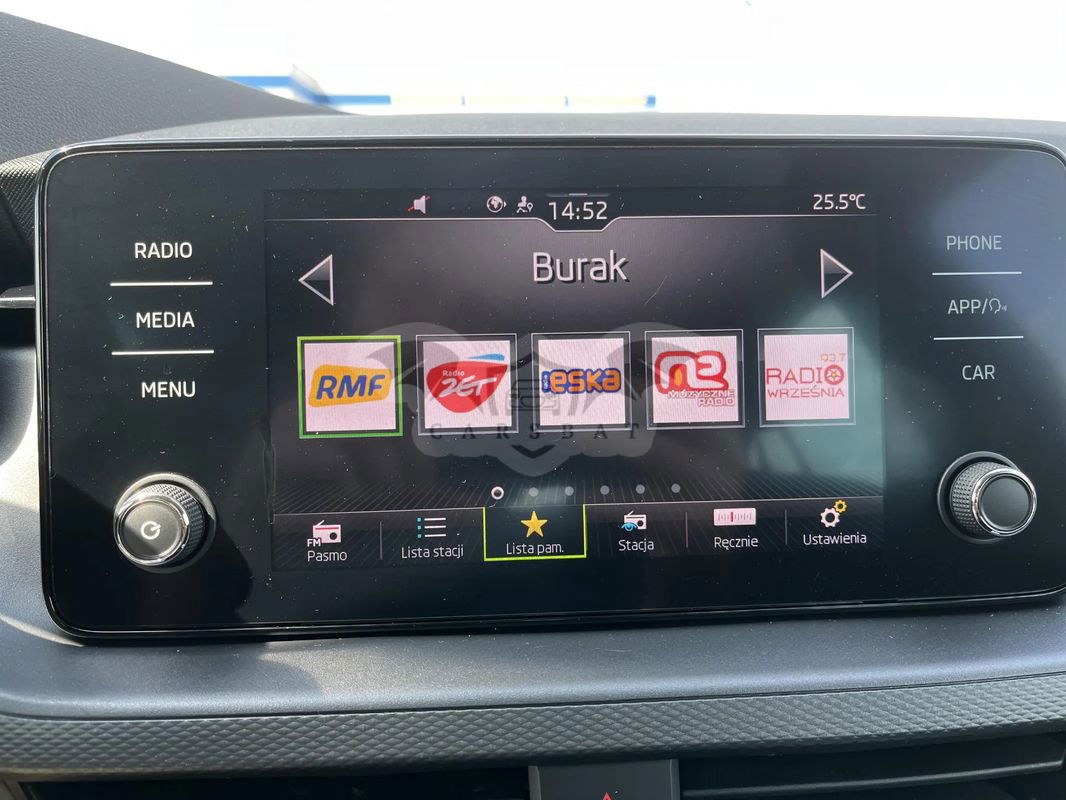 14:52
25.5°C
RADIO
MEDIA
MENU
PHONE
APP/
CAR
Burak
RMF
Radio
ZET
ESKA
MUZYCZNE
RADIO
93.7
RADIO
WRZEŚNIA
CARSBAT
FM
Pasmo
Lista stacji
Lista pam.
Stacja
Ręcznie
Ustawienia